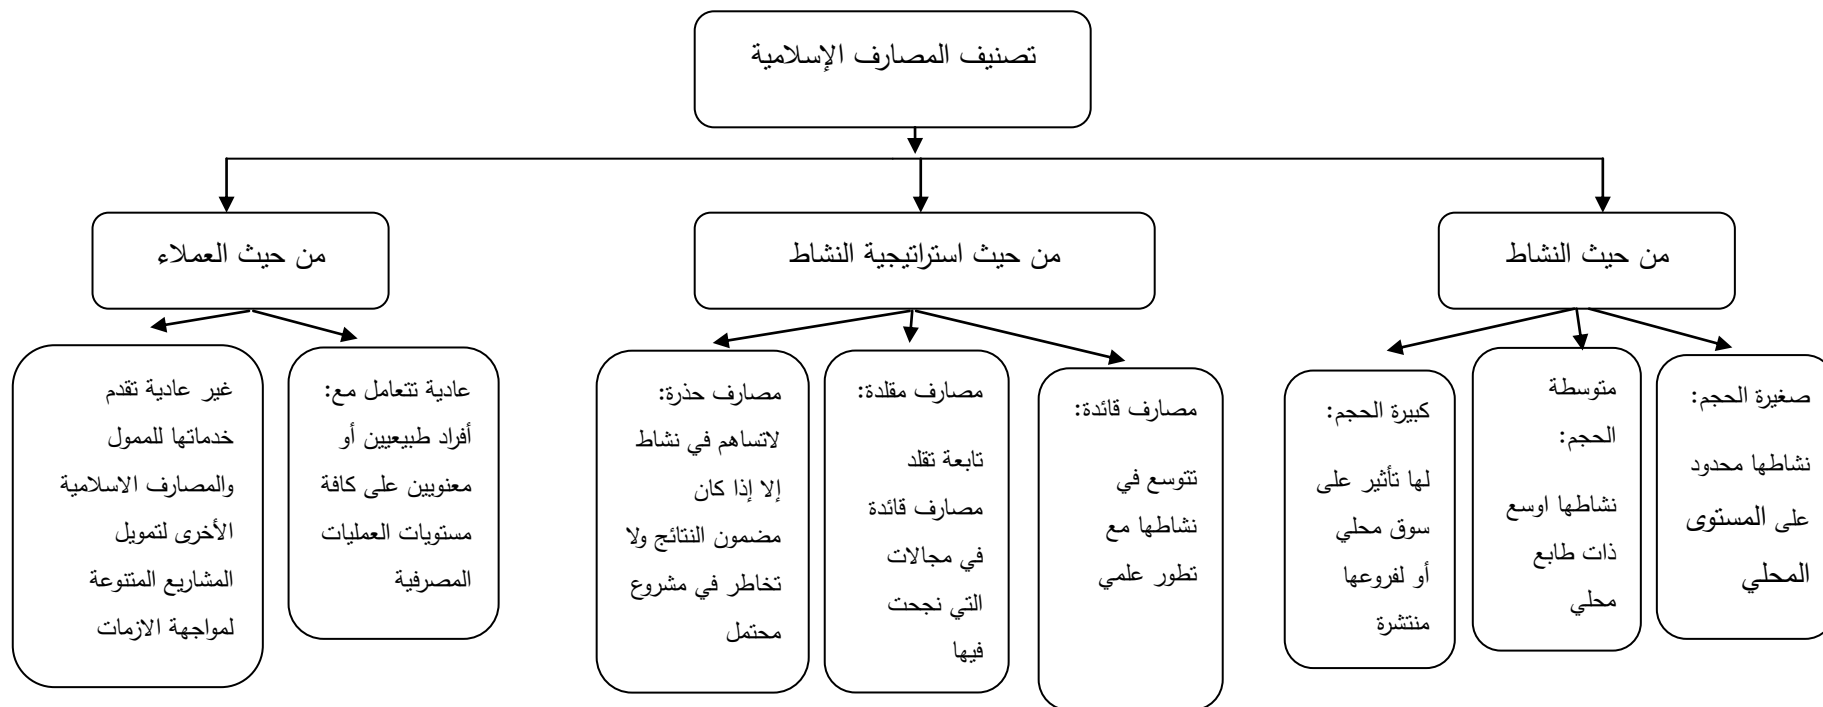 تصنيف المصارف الإسلامية
من حيث النشاط
من حيث استراتيجية النشاط
من حيث العملاء
صغيرة الحجم:
نشاطها محدود
على المستوى
المحلي
متوسطة
الحجم:
نشاطها اوسع
ذات طابع
محلي
كبيرة الحجم:
لها تأثير على
سوق محلي
أو لفروعها
منتشرة
مصارف قائدة:
تتوسع في
نشاطها مع
تطور علمي
مصارف مقلدة:
تابعة تقلد
مصارف قائدة
في مجالات
التي نجحت
فيها
مصارف حذرة:
لاتساهم في نشاط
إلا إذا كان
مضمون النتائج ولا
تخاطر في مشروع
محتمل
عادية تتعامل مع:
أفراد طبيعيين أو
معنويين على كافة
مستويات العمليات
المصرفية
غير عادية تقدم
خدماتها للممول
والمصارف الاسلامية
الأخرى لتمويل
المشاريع المتنوعة
لمواجهة الازمات